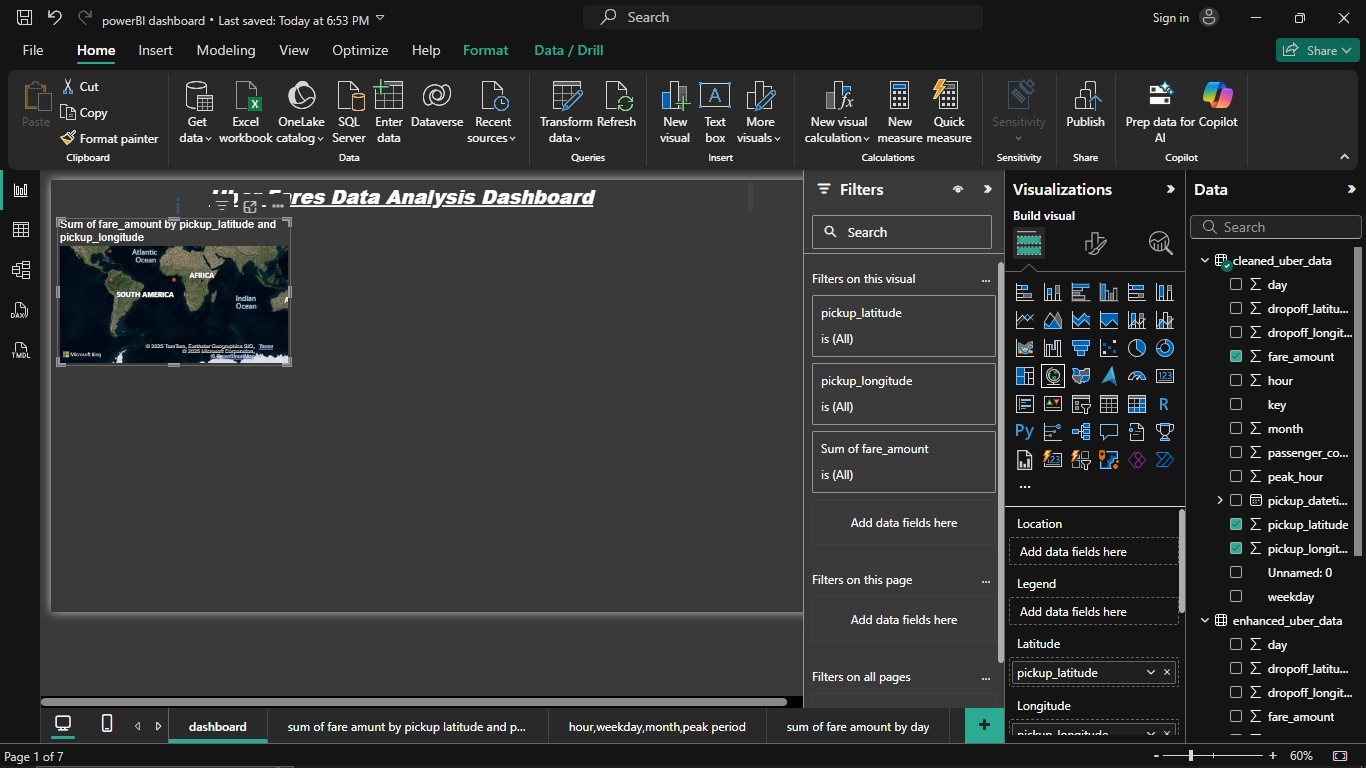 powerBI dashboard • Last saved: Today at 6:53 PM
Search
Sign in
File
Home
Insert
Modeling
View
Optimize
Help
Format
Data / Drill
Share
Paste
Cut
Copy
Format painter
Clipboard
Get data
Excel workbook
OneLake catalog
SQL Server
Enter data
Dataverse
Recent sources
Data
Transform data
Refresh
Queries
New visual
Text box
More visuals
Insert
New visual calculation
New measure
Quick measure
Calculations
Sensitivity
Sensitivity
Publish
Share
Prep data for AI
Copilot
Copilot
Fares Data Analysis Dashboard
Sum of fare_amount by pickup_latitude and
pickup_longitude
Atlantic
Ocean
AFRICA
SOUTH AMERICA
Indian
Ocean
A
© 2025 TomTom, Earthstar Geographics SIO,
Terms
© 2025 Microsoft Corporation,
© OpenStreetMap
Microsoft Bing
Filters
Search
Filters on this visual
...
pickup_latitude
is (All)
pickup_longitude
is (All)
Sum of fare_amount
is (All)
Add data fields here
Filters on this page
...
Add data fields here
Filters on all pages
...
Visualizations
Build visual
123
R
Py
123
...
Location
Add data fields here
Legend
Add data fields here
Latitude
pickup_latitude
Longitude
pickup_longitude
Data
Search
cleaned_uber_data
day
dropoff_latitu...
dropoff_longit...
fare_amount
hour
key
month
passenger_co...
peak_hour
pickup_dateti...
pickup_latitude
pickup_longit...
Unnamed: 0
weekday
enhanced_uber_data
day
dropoff_latitu...
dropoff_longit...
fare_amount
DAX
TMDL
dashboard
sum of fare amunt by pickup latitude and p...
hour,weekday,month,peak period
sum of fare amount by day
+
Page 1 of 7
- + 60%